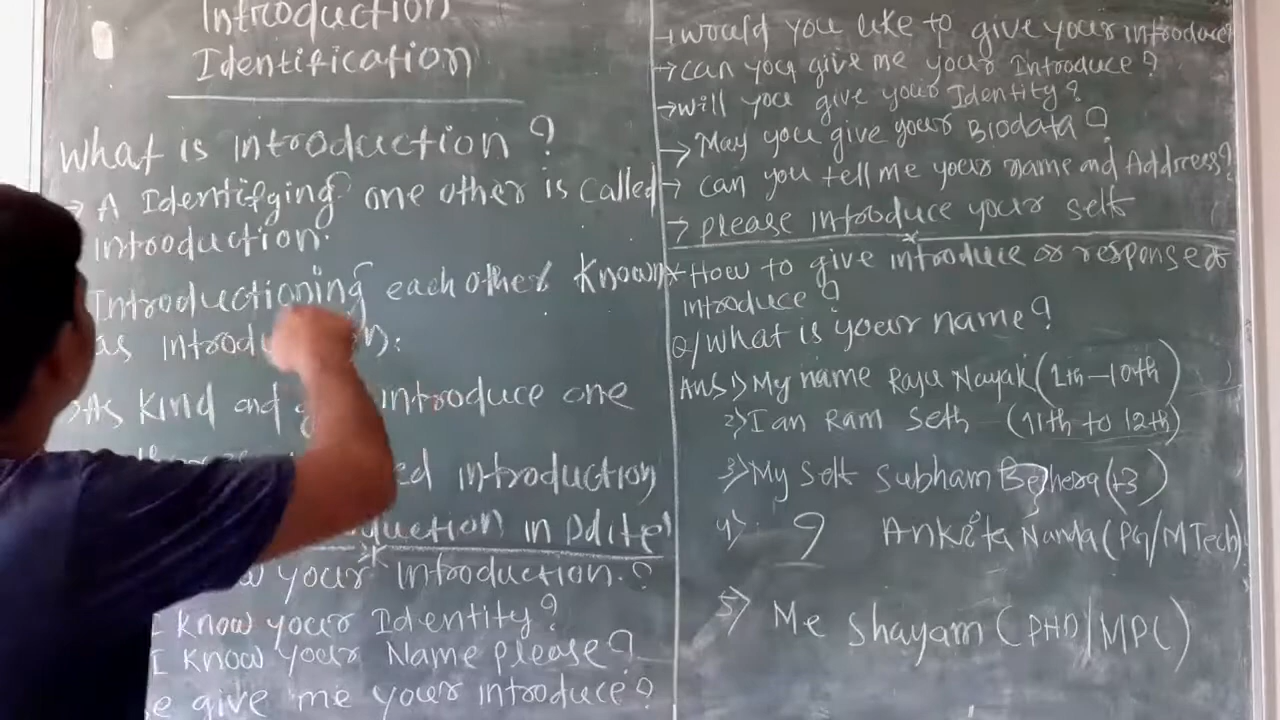 Introduction
Identification
What is introduction ?
→ A Identifying one other is called
introduction.
Introductioning each other Known
as introdu n:
→ As Kind and introduce one
ed introduction
duction in Polite
w your Introduction.?
I know your Identity?
I know your Name please?
e give me your introduce?
→ would you like to give your introduce?
→ can you give me your Introduce?
→ will you give your Identity?
→ May you give your Biodata?
→ can you tell me your name and Address?
→ please introduce your self
* How to give introduce or response to
introduce?
Q/ What is your name?
Ans 1> My name Raju Nayak (1th-10th)
2> I am Ram Seth (11th to 12th)
3> My Self Subham Behera (+3)
4> 9 Ankita Nanda (PG/M Tech)
5> Me Shayam (PHD/MPC)